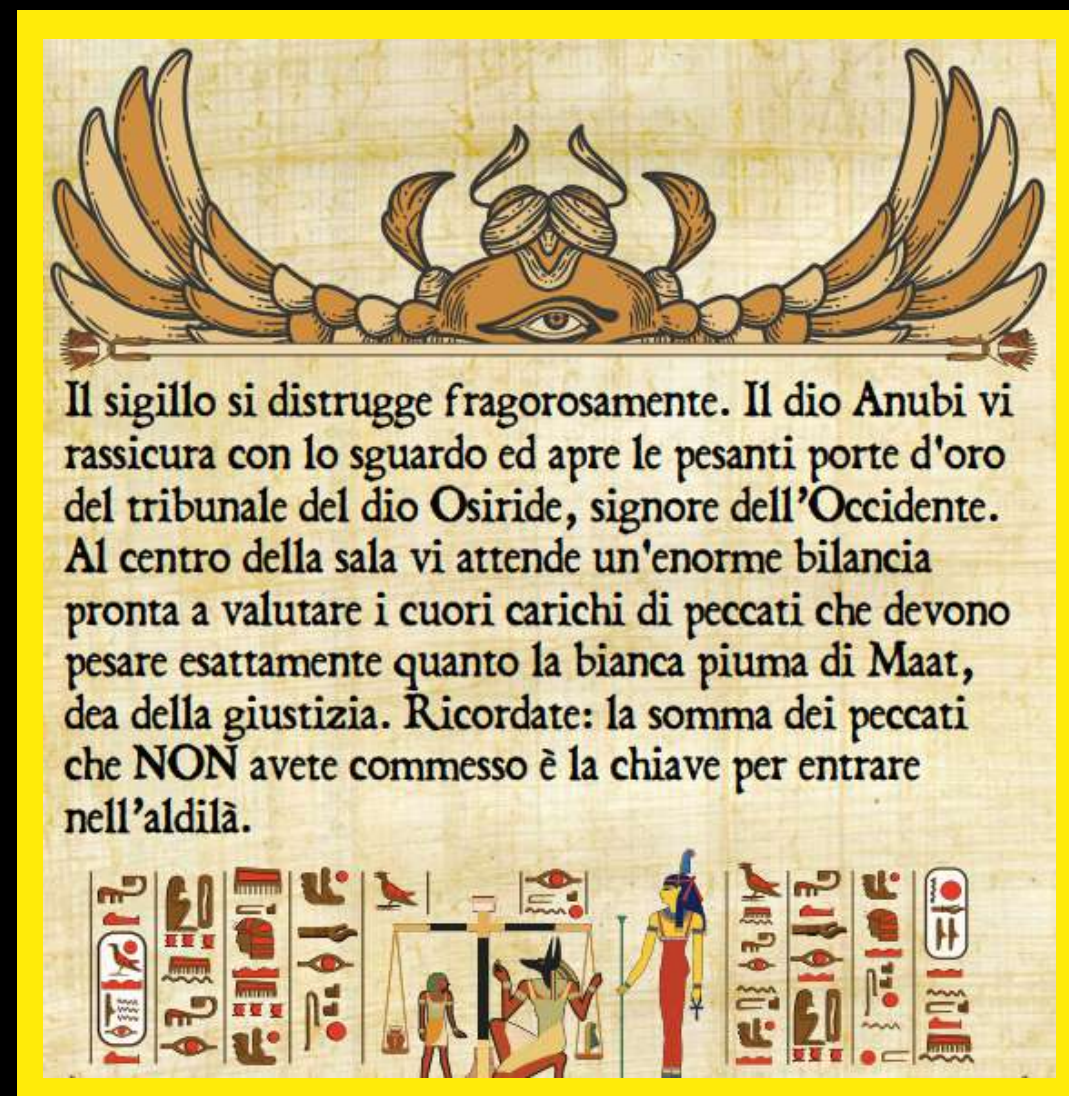 Il sigillo si distrugge fragorosamente. Il dio Anubi vi
rassicura con lo sguardo ed apre le pesanti porte d'oro
del tribunale del dio Osiride, signore dell’Occidente.
Al centro della sala vi attende un'enorme bilancia
pronta a valutare i cuori carichi di peccati che devono
pesare esattamente quanto la bianca piuma di Maat,
dea della giustizia. Ricordate: la somma dei peccati
che NON avete commesso è la chiave per entrare
nell’aldilà.